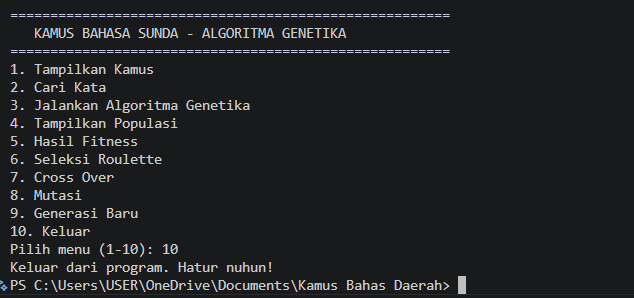 =======================================================
KAMUS BAHASA SUNDA - ALGORITMA GENETIKA
=======================================================
1. Tampilkan Kamus
2. Cari Kata
3. Jalankan Algoritma Genetika
4. Tampilkan Populasi
5. Hasil Fitness
6. Seleksi Roulette
7. Cross Over
8. Mutasi
9. Generasi Baru
10. Keluar
Pilih menu (1-10): 10
Keluar dari program. Hatur nuhun!
PS C:\Users\USER\OneDrive\Documents\Kamus Bahas Daerah>